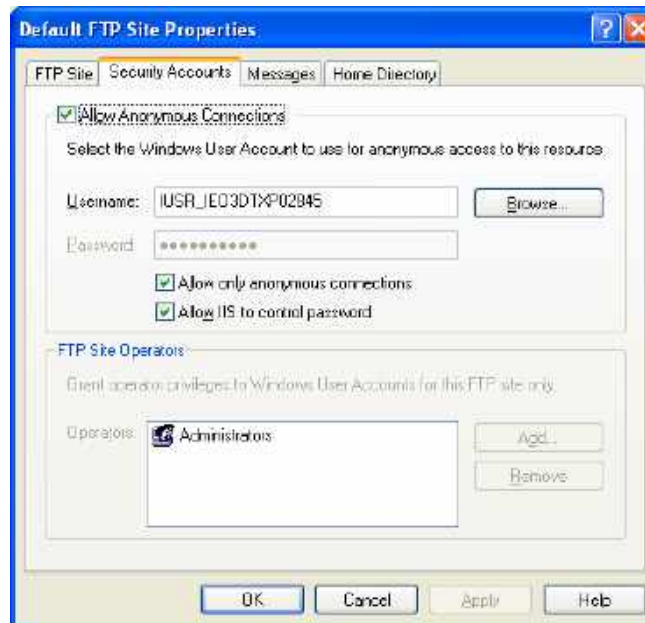 Default FTP Site Properties
FTP Site Security Accounts Messages Home Directory
Allow Anonymous Connections
Select the Windows User Account to use for anonymous access to this resource
Username: IUSR_IEO3DTXP02845 Browse...
Password: ●●●●●●●●●●
Allow only anonymous connections
Allow IIS to control password
FTP Site Operators
Grant operator privileges to Windows User Accounts for this FTP site only.
Operators: Administrators Add...
Remove
OK Cancel Apply Help